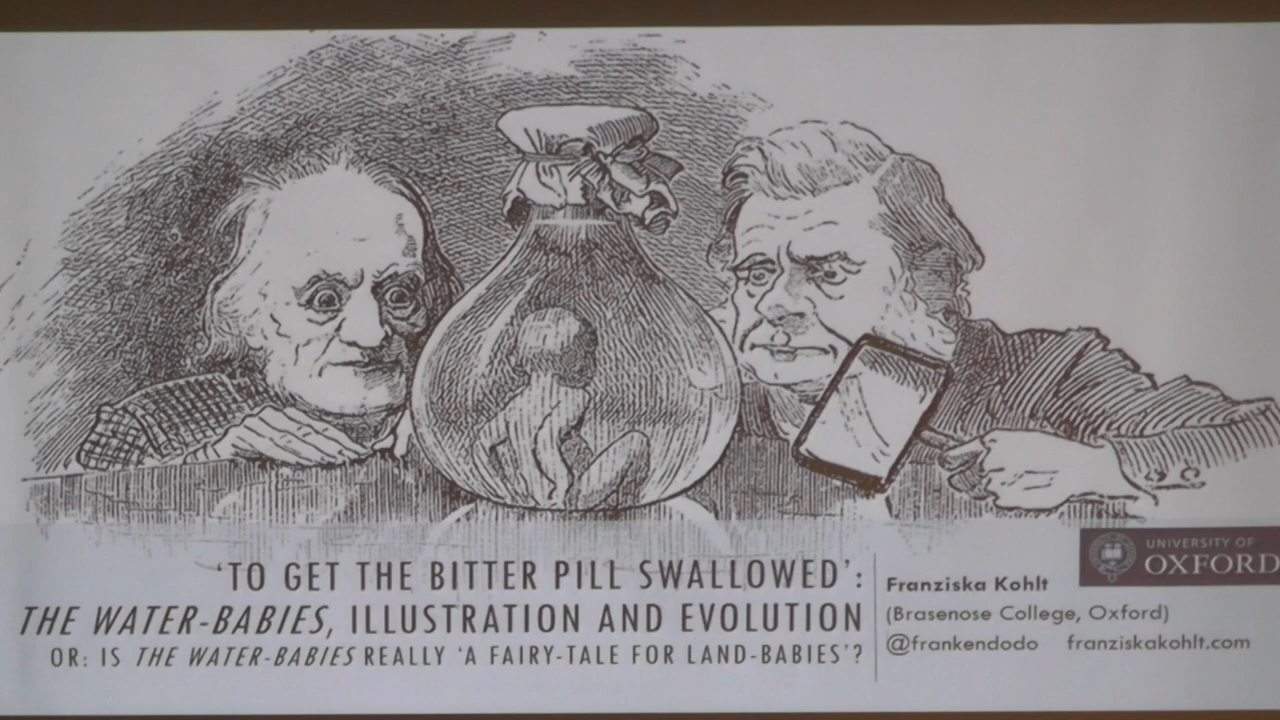 'TO GET THE BITTER PILL SWALLOWED':
THE WATER-BABIES, ILLUSTRATION AND EVOLUTION
OR: IS THE WATER-BABIES REALLY 'A FAIRY-TALE FOR LAND-BABIES'?
Franziska Kohlt
(Brasenose College, Oxford)
@frankendodo franziskakohlt.com
UNIVERSITY OF
OXFORD